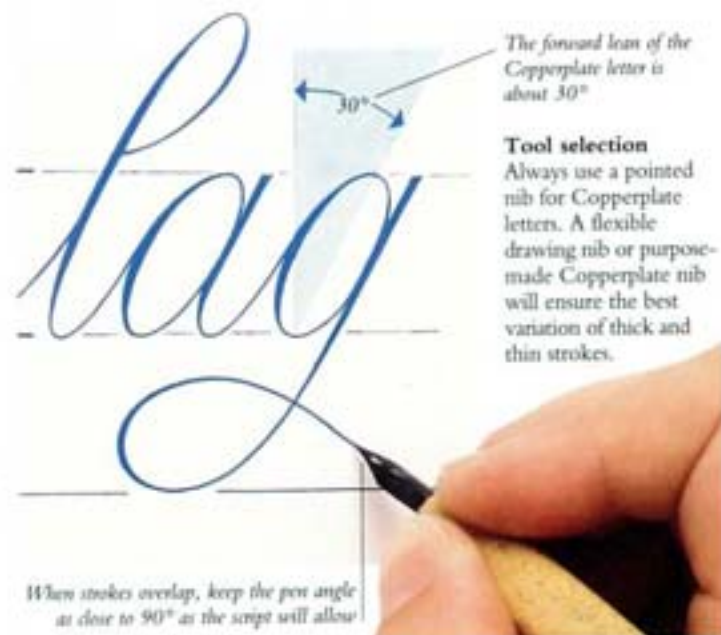 The forward lean of the
Copperplate letter is
about 30°
30°
Tool selection
Always use a pointed
nib for Copperplate
letters. A flexible
drawing nib or purpose-
made Copperplate nib
will ensure the best
variation of thick and
thin strokes.
lag
When strokes overlap, keep the pen angle
as close to 90° as the script will allow